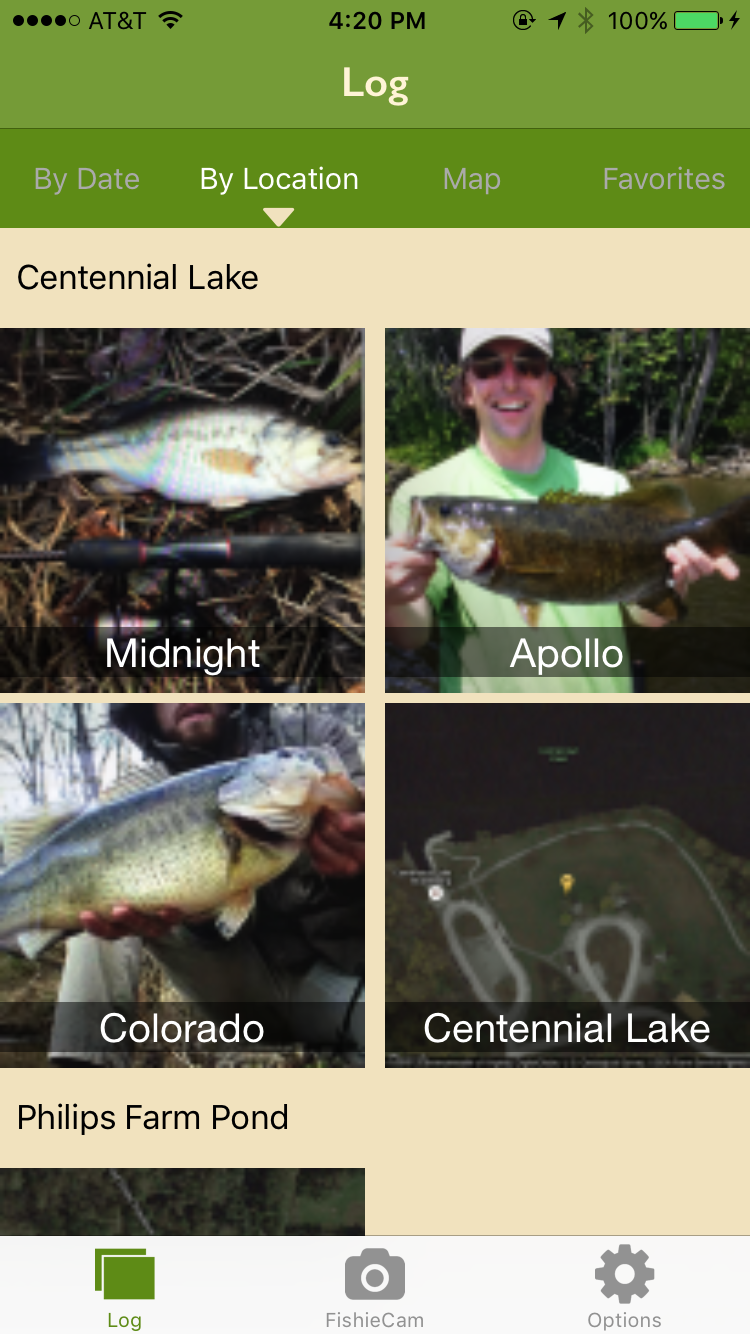 AT&T 4:20 PM 100%
Log
By Date By Location Map Favorites
Centennial Lake
Midnight Apollo
Colorado Centennial Lake
Philips Farm Pond
Log FishieCam Options